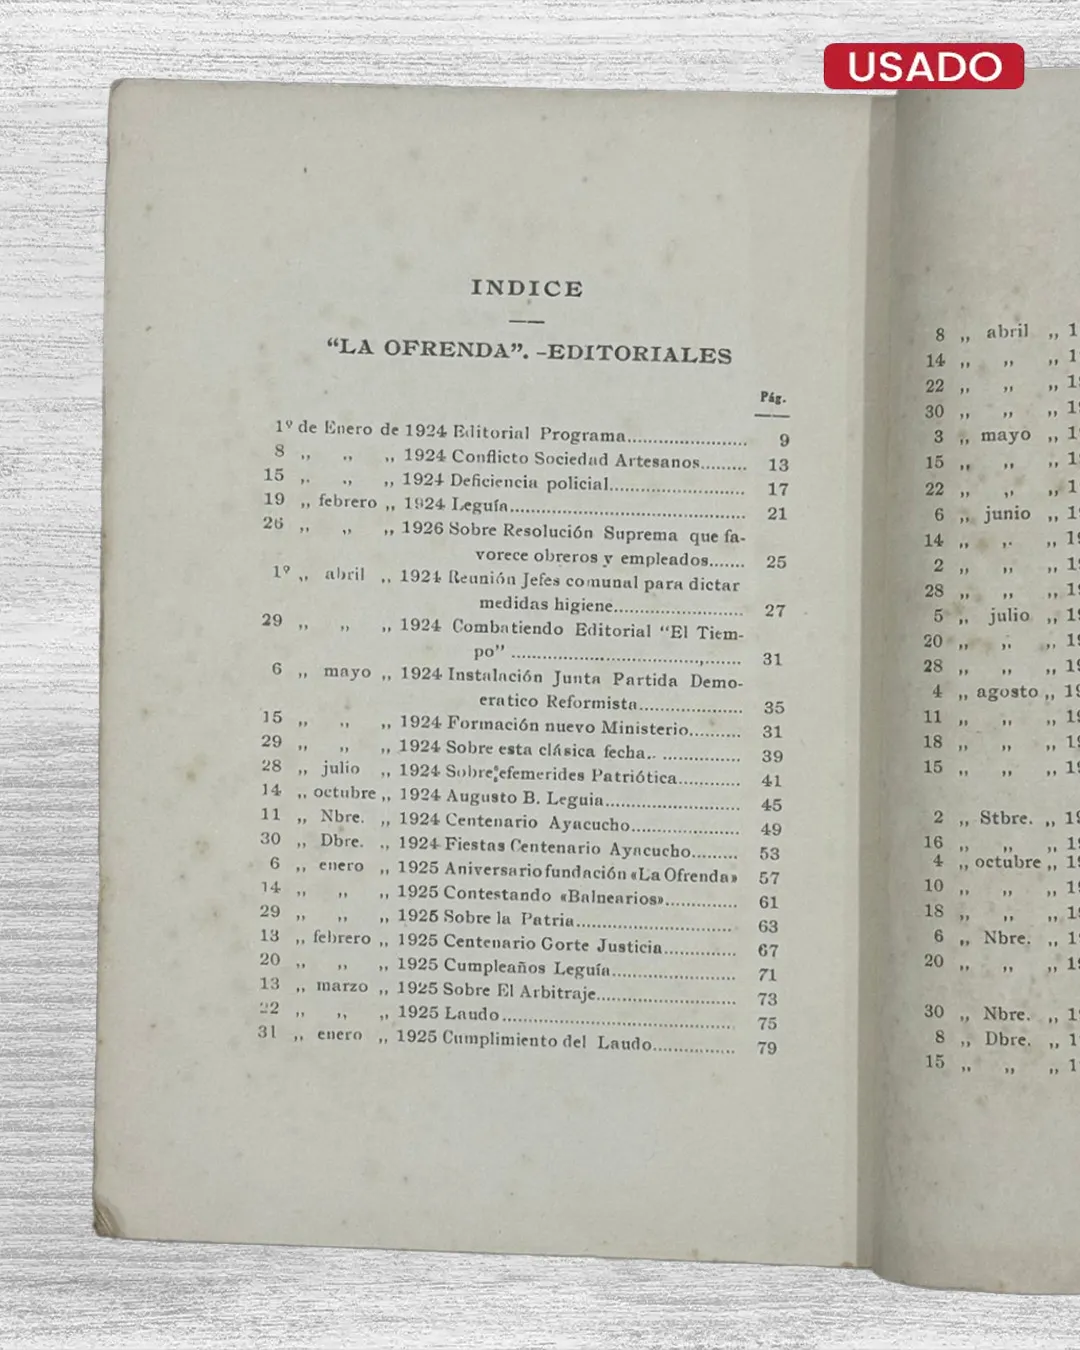 USADO
INDICE
"LA OFRENDA". -EDITORIALES
Pág.
1º de Enero de 1924 Editorial Programa........................ 9
8 ,, ,, ,, 1924 Conflicto Sociedad Artesanos......... 13
15 ,. ., ,, 1924 Deficiencia policial........................... 17
19 ,, febrero ,, 1924 Leguía............................................... 21
26 ,, ,, ,, 1926 Sobre Resolución Suprema que fa-
vorece obreros y empleados....... 25
1º ,, abril ,, 1924 Reunión Jefes comunal para dictar
medidas higiene.......................... 27
29 ,, ,, ,, 1924 Combatiendo Editorial "El Tiem-
po" .............................................. 31
6 ,, mayo ,, 1924 Instalación Junta Partida Demo-
eratico Reformista..................... 35
15 ,, ,, ,, 1924 Formación nuevo Ministerio.......... 31
29 ,, ,, ,, 1924 Sobre esta clásica fecha.. ............... 39
28 ,, julio ,, 1924 Sobre efemerides Patriótica............ 41
14 ,, octubre ,, 1924 Augusto B. Leguia........................... 45
11 ,, Nbre. ,, 1924 Centenario Ayacucho...................... 49
30 ,, Dbre. ,, 1924 Fiestas Centenario Ayacucho......... 53
6 ,, enero ,, 1925 Aniversario fundación «La Ofrenda» 57
14 ,, ,, ,, 1925 Contestando «Balnearios».............. 61
29 ,, ,, ,, 1925 Sobre la Patria............................... 63
13 ,, febrero ,, 1925 Centenario Gorte Justicia.............. 67
20 ,, ,, ,, 1925 Cumpleaños Leguía........................ 71
13 ,, marzo ,, 1925 Sobre El Arbitraje........................... 73
22 ,, ,, ,, 1925 Laudo.............................................. 75
31 ,, enero ,, 1925 Cumplimiento del Laudo................ 79
8 ,, abril ,,
14 ,, ,, ,,
22 ,, ,, ,,
30 ,, ,, ,,
3 ,, mayo ,,
15 ,, ,, ,,
22 ,, ,, ,,
6 ,, junio ,,
14 ,, ,. ,,
2 ,, ,, ,,
28 ,, ,, ,,
5 ,, julio ,,
20 ,, ,, ,,
28 ,, ,, ,,
4 ,, agosto ,,
11 ,, ,, ,,
18 ,, ,, ,,
15 ,, ,, ,,
2 ,, Stbre. ,,
16 ,, ,, ,,
4 ,, octubre ,,
10 ,, ,, ,,
18 ,, ,, ,,
6 ,, Nbre. ,,
20 ,, ,, ,,
30 ,, Nbre. ,,
8 ,, Dbre. ,,
15 ,, ,, ,,